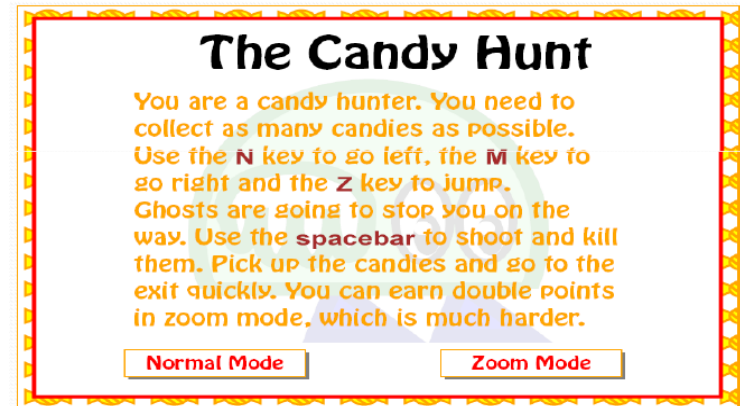 The Candy Hunt
You are a candy hunter. You need to
collect as many candies as possible.
Use the N key to go left, the M key to
go right and the Z key to jump.
Ghosts are going to stop you on the
way. Use the spacebar to shoot and kill
them. Pick up the candies and go to the
exit quickly. You can earn double points
in zoom mode, which is much harder.
Normal Mode
Zoom Mode